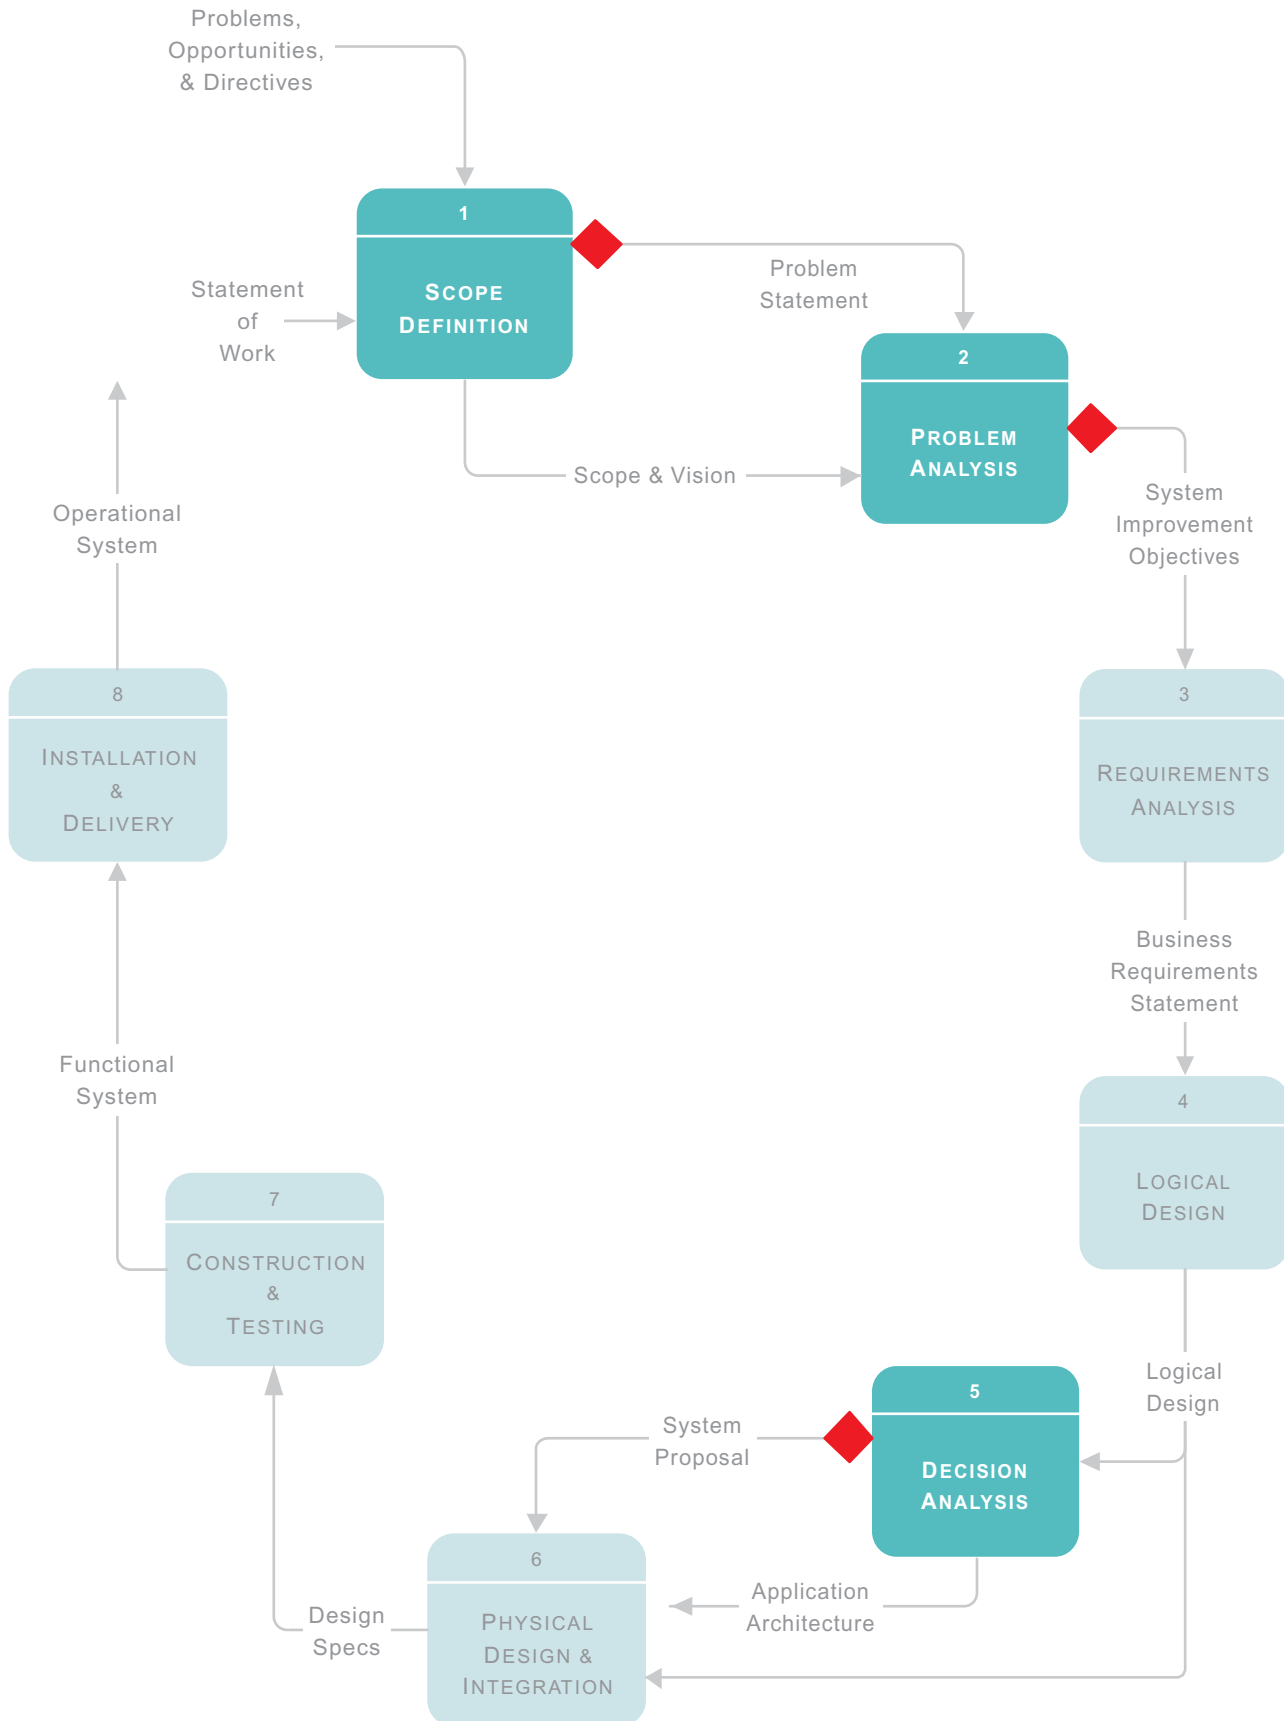 Problems,
Opportunities,
& Directives
1
SCOPE
DEFINITION
Statement
of
Work
Problem
Statement
2
PROBLEM
ANALYSIS
Scope & Vision
System
Improvement
Objectives
Operational
System
3
REQUIREMENTS
ANALYSIS
8
INSTALLATION
&
DELIVERY
Business
Requirements
Statement
Functional
System
4
LOGICAL
DESIGN
7
CONSTRUCTION
&
TESTING
Logical
Design
5
DECISION
ANALYSIS
System
Proposal
6
PHYSICAL
DESIGN &
INTEGRATION
Application
Architecture
Design
Specs